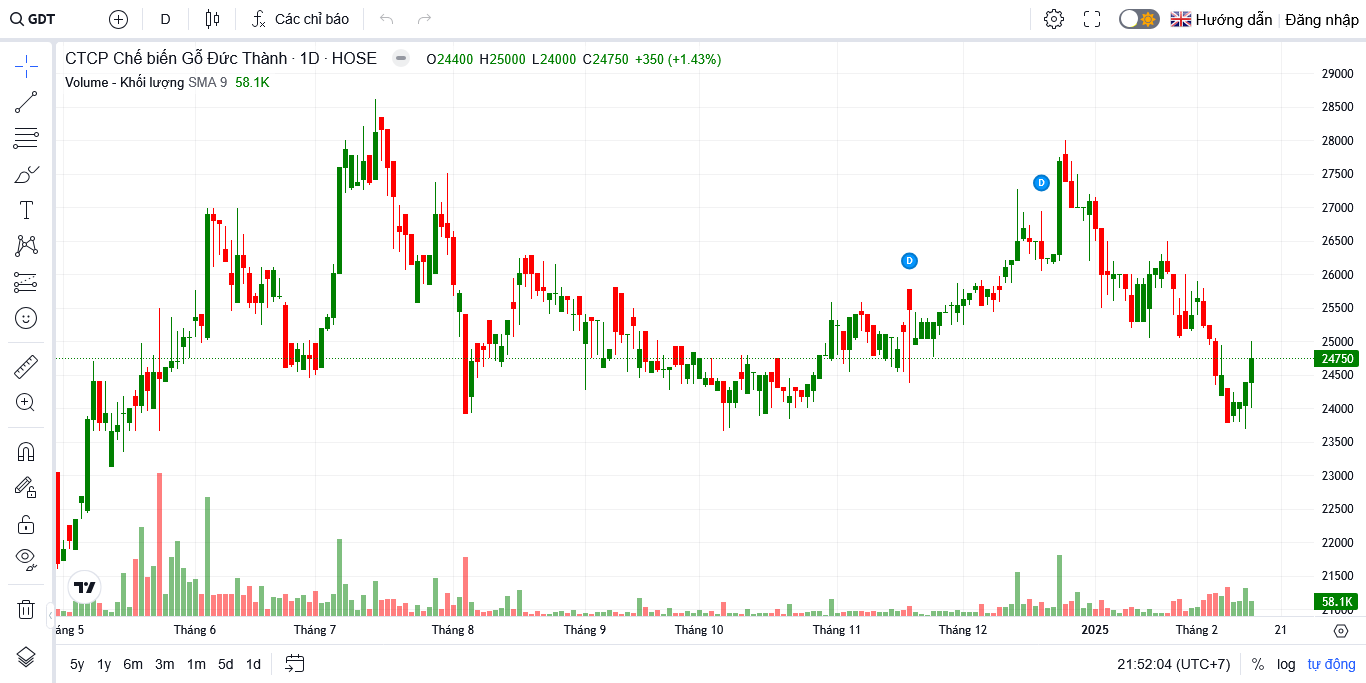 GDT D Các chỉ báo Hướng dẫn Đăng nhập
CTCP Chế biến Gỗ Đức Thành · 1D · HOSE O24400 H25000 L24000 C24750 +350 (+1.43%)
Volume - Khối lượng SMA 9 58.1K
29000
28500
28000
27500
D
27000
26500
D
26000
25500
25000
24750
24500
24000
23500
23000
22500
22000
21500
58.1K
21000
áng 5 Tháng 6 Tháng 7 Tháng 8 Tháng 9 Tháng 10 Tháng 11 Tháng 12 2025 Tháng 2 21
5y 1y 6m 3m 1m 5d 1d 21:52:04 (UTC+7) % log tự động